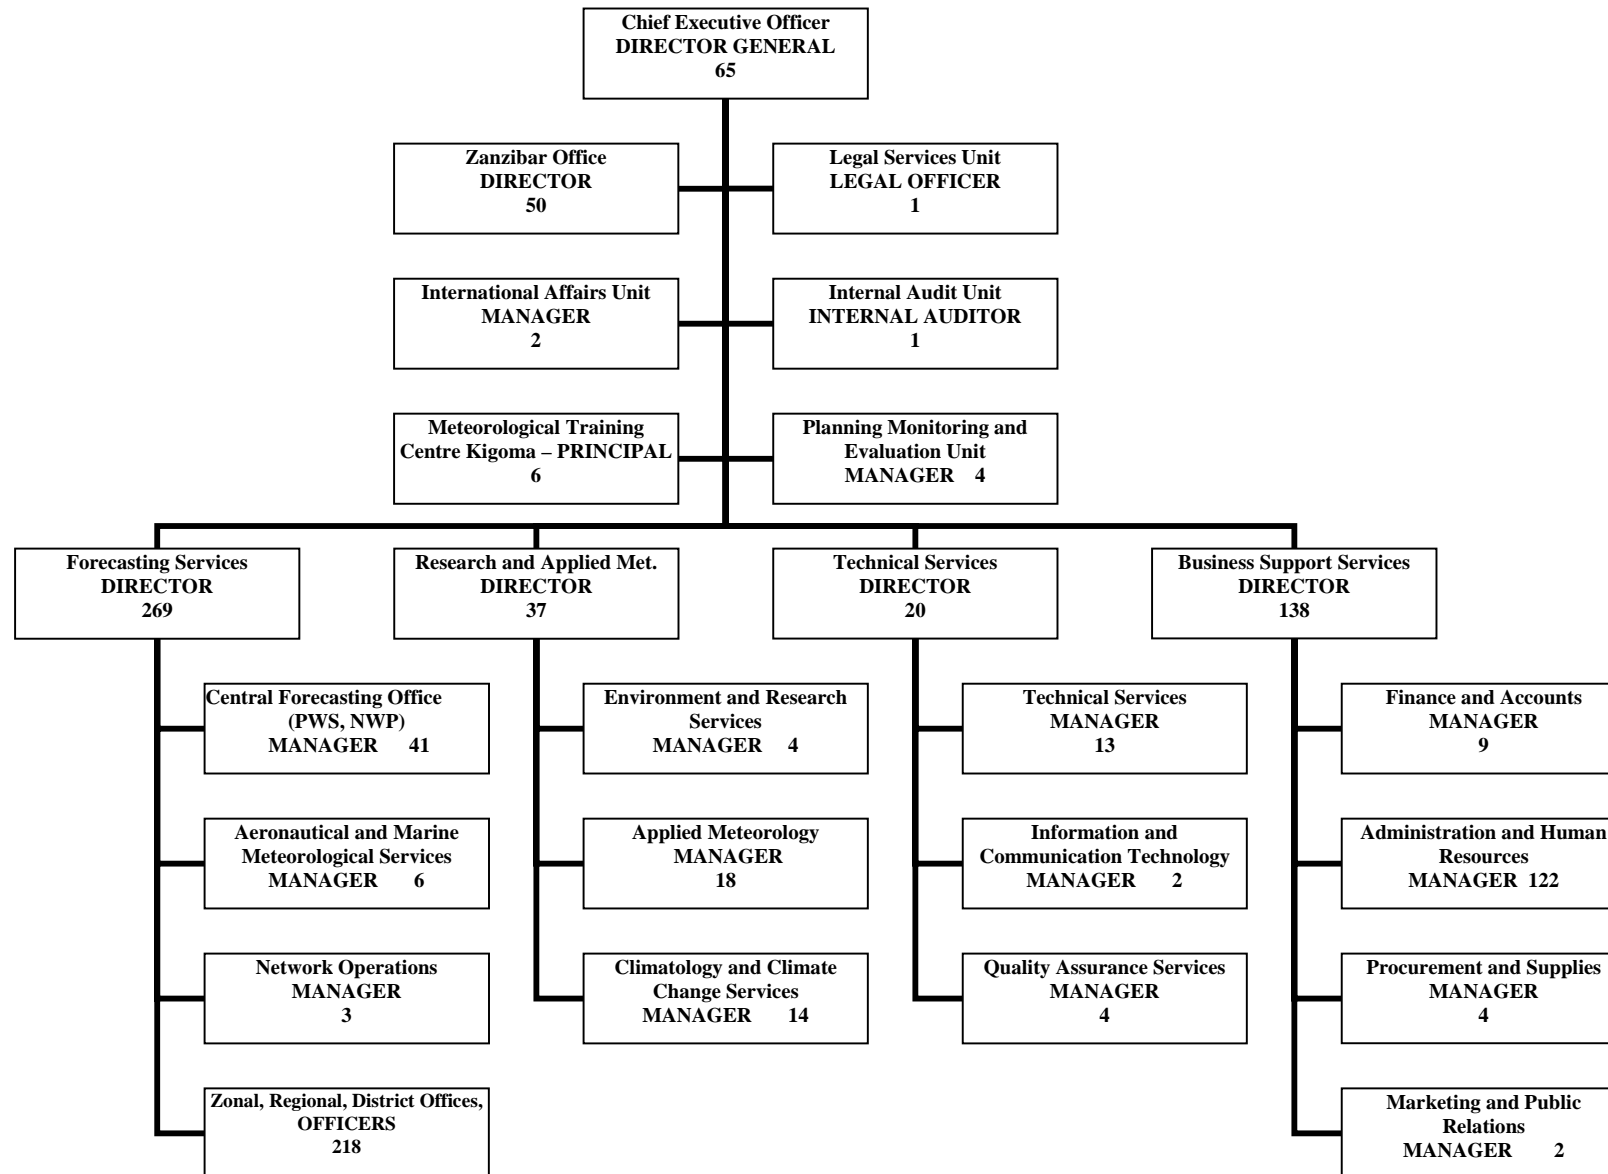 Chief Executive Officer
DIRECTOR GENERAL
65
Zanzibar Office
DIRECTOR
50
Legal Services Unit
LEGAL OFFICER
1
International Affairs Unit
MANAGER
2
Internal Audit Unit
INTERNAL AUDITOR
1
Meteorological Training
Centre Kigoma – PRINCIPAL
6
Planning Monitoring and
Evaluation Unit
MANAGER 4
Forecasting Services
DIRECTOR
269
Research and Applied Met.
DIRECTOR
37
Technical Services
DIRECTOR
20
Business Support Services
DIRECTOR
138
Central Forecasting Office
(PWS, NWP)
MANAGER 41
Environment and Research
Services
MANAGER 4
Technical Services
MANAGER
13
Finance and Accounts
MANAGER
9
Aeronautical and Marine
Meteorological Services
MANAGER 6
Applied Meteorology
MANAGER
18
Information and
Communication Technology
MANAGER 2
Administration and Human
Resources
MANAGER 122
Network Operations
MANAGER
3
Climatology and Climate
Change Services
MANAGER 14
Quality Assurance Services
MANAGER
4
Procurement and Supplies
MANAGER
4
Zonal, Regional, District Offices,
OFFICERS
218
Marketing and Public
Relations
MANAGER 2